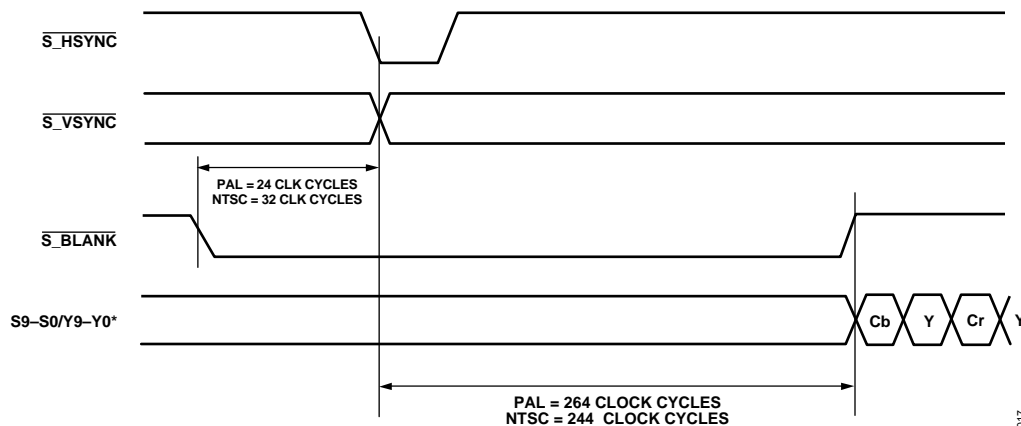 S_HSYNC
S_VSYNC
PAL = 24 CLK CYCLES
NTSC = 32 CLK CYCLES
S_BLANK
S9–S0/Y9–Y0*
Cb Y Cr Y
PAL = 264 CLOCK CYCLES
NTSC = 244 CLOCK CYCLES